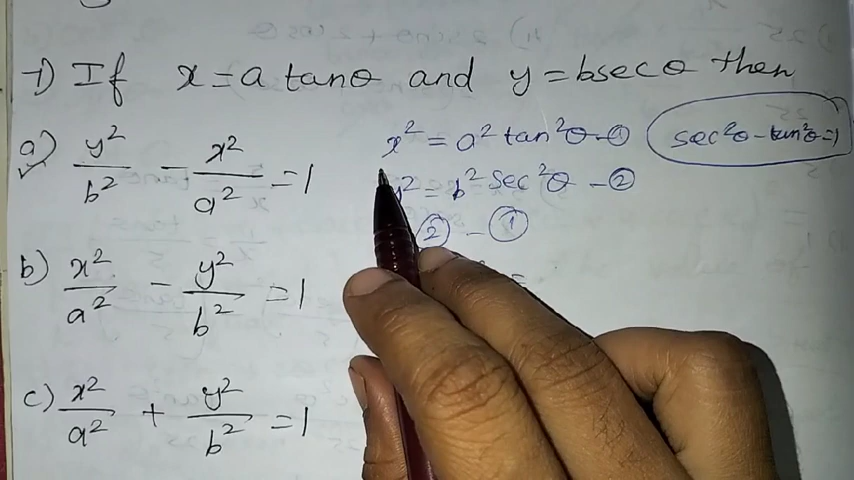 1) If x = a tanθ and y = bsecθ then
a) y²/b² - x²/a² = 1
x² = a² tan²θ - ①
sec²θ - tan²θ = 1
y² = b² sec²θ - ②
② - ①
=
b) x²/a² - y²/b² = 1
c) x²/a² + y²/b² = 1